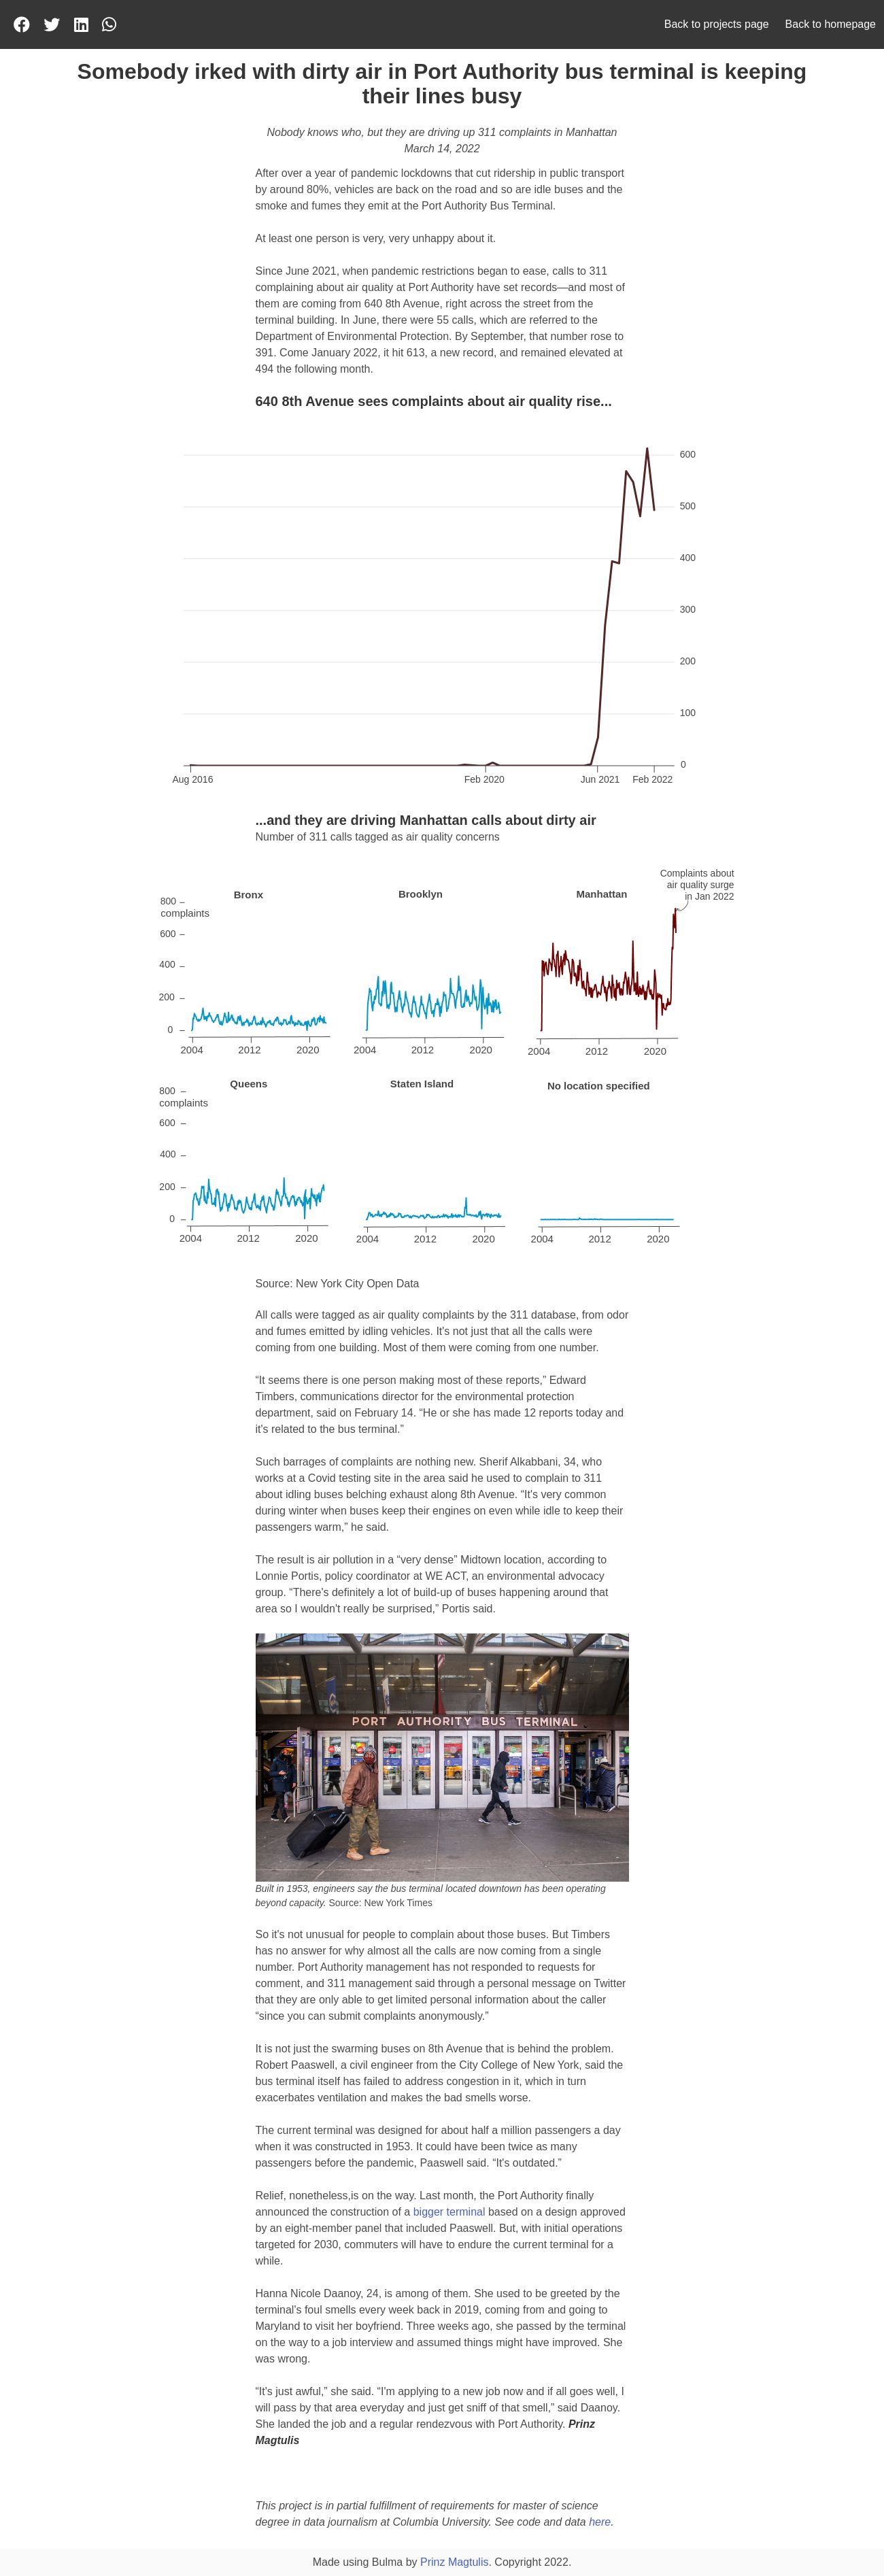 Back to projects page Back to homepage
Somebody irked with dirty air in Port Authority bus terminal is keeping
their lines busy
Nobody knows who, but they are driving up 311 complaints in Manhattan
March 14, 2022
After over a year of pandemic lockdowns that cut ridership in public transport
by around 80%, vehicles are back on the road and so are idle buses and the
smoke and fumes they emit at the Port Authority Bus Terminal.
At least one person is very, very unhappy about it.
Since June 2021, when pandemic restrictions began to ease, calls to 311
complaining about air quality at Port Authority have set records—and most of
them are coming from 640 8th Avenue, right across the street from the
terminal building. In June, there were 55 calls, which are referred to the
Department of Environmental Protection. By September, that number rose to
391. Come January 2022, it hit 613, a new record, and remained elevated at
494 the following month.
640 8th Avenue sees complaints about air quality rise...
600
500
400
300
200
100
0
Aug 2016 Feb 2020 Jun 2021 Feb 2022
...and they are driving Manhattan calls about dirty air
Number of 311 calls tagged as air quality concerns
Complaints about
air quality surge
in Jan 2022
Bronx Brooklyn Manhattan
800
complaints
600
400
200
0
2004 2012 2020 2004 2012 2020 2004 2012 2020
Queens Staten Island No location specified
800
complaints
600
400
200
0
2004 2012 2020 2004 2012 2020 2004 2012 2020
Source: New York City Open Data
All calls were tagged as air quality complaints by the 311 database, from odor
and fumes emitted by idling vehicles. It's not just that all the calls were
coming from one building. Most of them were coming from one number.
“It seems there is one person making most of these reports,” Edward
Timbers, communications director for the environmental protection
department, said on February 14. “He or she has made 12 reports today and
it's related to the bus terminal.”
Such barrages of complaints are nothing new. Sherif Alkabbani, 34, who
works at a Covid testing site in the area said he used to complain to 311
about idling buses belching exhaust along 8th Avenue. “It's very common
during winter when buses keep their engines on even while idle to keep their
passengers warm,” he said.
The result is air pollution in a “very dense” Midtown location, according to
Lonnie Portis, policy coordinator at WE ACT, an environmental advocacy
group. “There's definitely a lot of build-up of buses happening around that
area so I wouldn't really be surprised,” Portis said.
PORT AUTHORITY BUS TERMINAL
Built in 1953, engineers say the bus terminal located downtown has been operating
beyond capacity. Source: New York Times
So it's not unusual for people to complain about those buses. But Timbers
has no answer for why almost all the calls are now coming from a single
number. Port Authority management has not responded to requests for
comment, and 311 management said through a personal message on Twitter
that they are only able to get limited personal information about the caller
“since you can submit complaints anonymously.”
It is not just the swarming buses on 8th Avenue that is behind the problem.
Robert Paaswell, a civil engineer from the City College of New York, said the
bus terminal itself has failed to address congestion in it, which in turn
exacerbates ventilation and makes the bad smells worse.
The current terminal was designed for about half a million passengers a day
when it was constructed in 1953. It could have been twice as many
passengers before the pandemic, Paaswell said. “It's outdated.”
Relief, nonetheless,is on the way. Last month, the Port Authority finally
announced the construction of a bigger terminal based on a design approved
by an eight-member panel that included Paaswell. But, with initial operations
targeted for 2030, commuters will have to endure the current terminal for a
while.
Hanna Nicole Daanoy, 24, is among of them. She used to be greeted by the
terminal's foul smells every week back in 2019, coming from and going to
Maryland to visit her boyfriend. Three weeks ago, she passed by the terminal
on the way to a job interview and assumed things might have improved. She
was wrong.
“It's just awful,” she said. “I'm applying to a new job now and if all goes well, I
will pass by that area everyday and just get sniff of that smell,” said Daanoy.
She landed the job and a regular rendezvous with Port Authority. Prinz
Magtulis
This project is in partial fulfillment of requirements for master of science
degree in data journalism at Columbia University. See code and data here.
Made using Bulma by Prinz Magtulis. Copyright 2022.